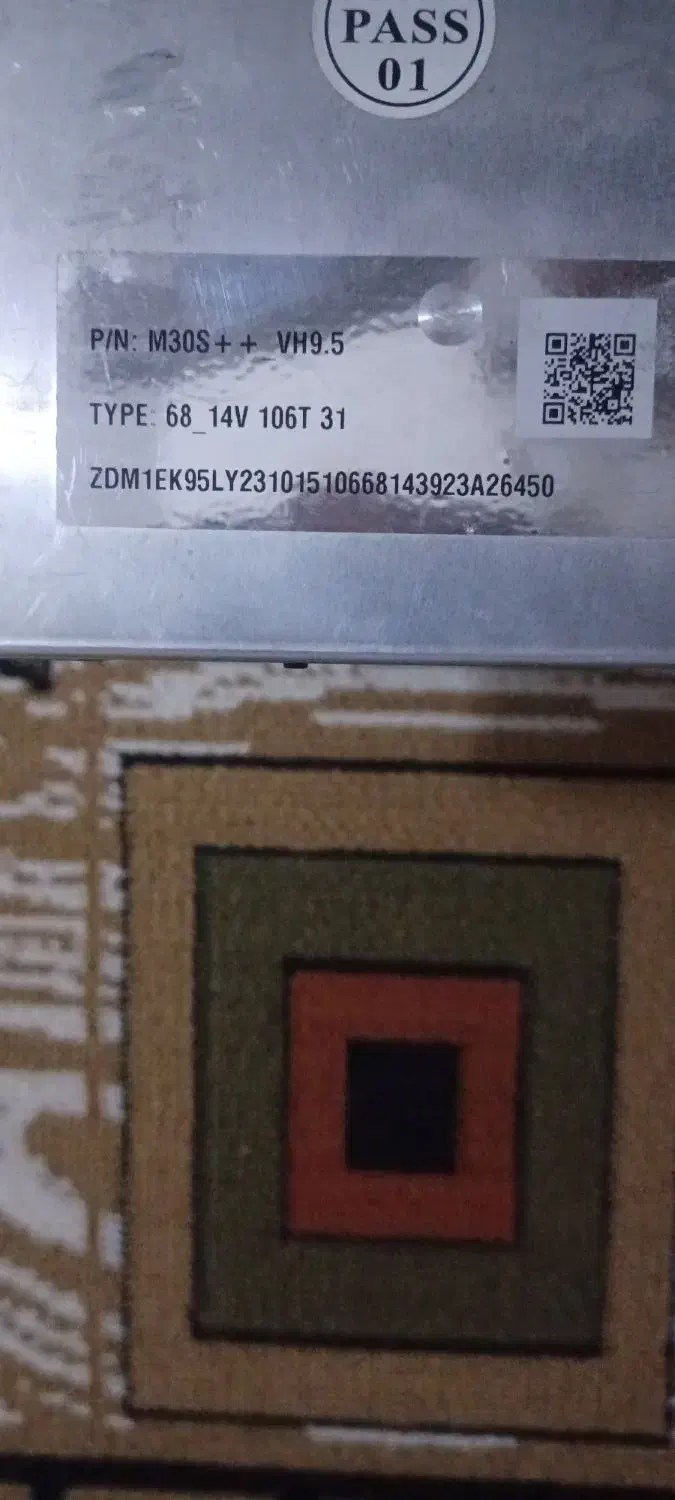 PASS
01
P/N: M30S++_VH9.5
TYPE: 68_14V 106T 31
ZDM1EK95LY23101510668143923A26450